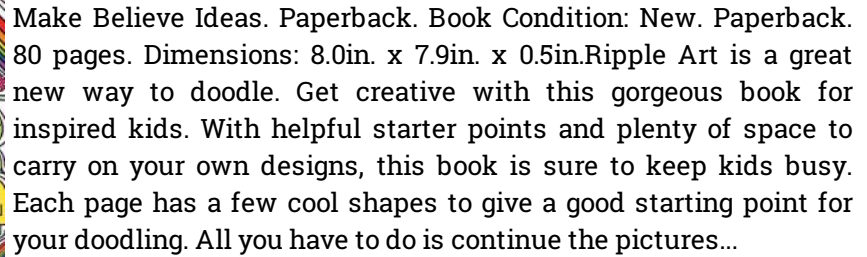 Make Believe Ideas. Paperback. Book Condition: New. Paperback.
80 pages. Dimensions: 8.0in. x 7.9in. x 0.5in.Ripple Art is a great
new way to doodle. Get creative with this gorgeous book for
inspired kids. With helpful starter points and plenty of space to
carry on your own designs, this book is sure to keep kids busy.
Each page has a few cool shapes to give a good starting point for
your doodling. All you have to do is continue the pictures...